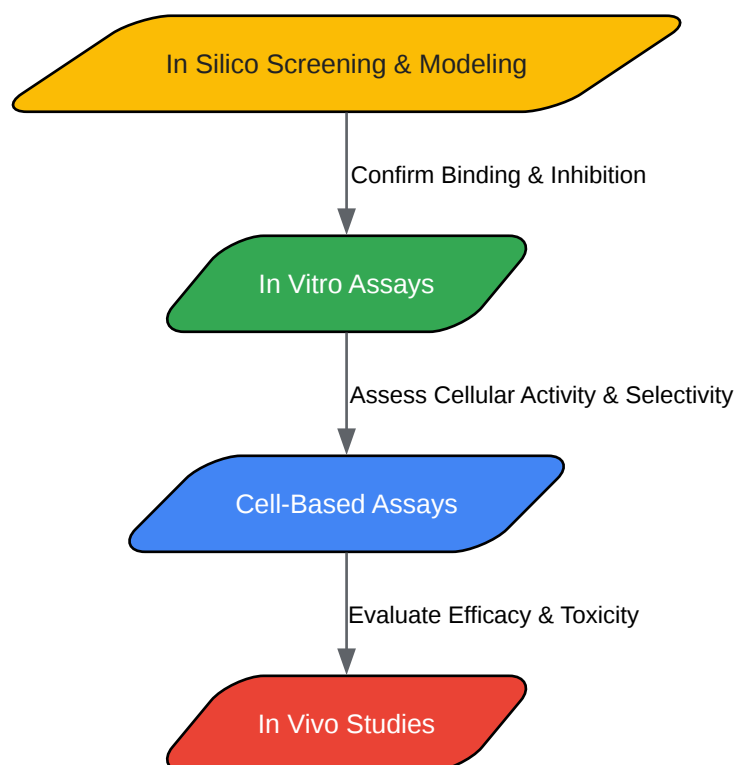 In Silico Screening & Modeling
Confirm Binding & Inhibition
In Vitro Assays
Assess Cellular Activity & Selectivity
Cell-Based Assays
Evaluate Efficacy & Toxicity
In Vivo Studies